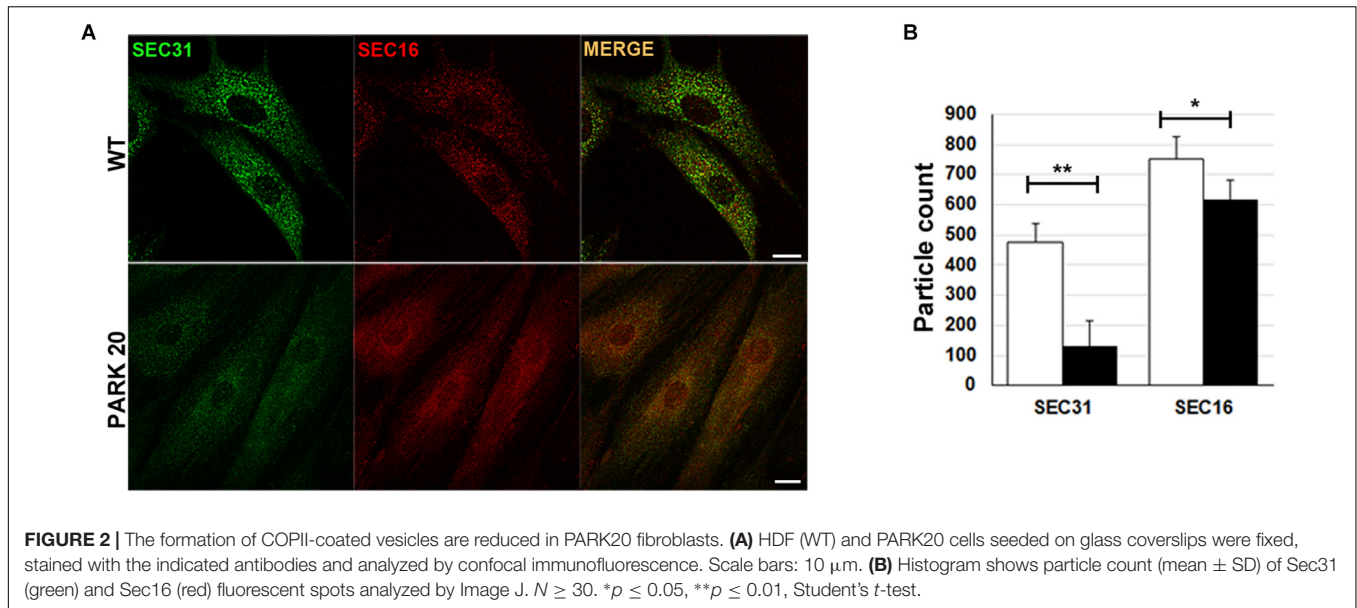 A
B
SEC31 SEC16 MERGE
WT
PARK 20
Particle count
900
800
700
600
500
400
300
200
100
0
**
*
SEC31 SEC16
FIGURE 2 | The formation of COPII-coated vesicles are reduced in PARK20 fibroblasts. (A) HDF (WT) and PARK20 cells seeded on glass coverslips were fixed,
stained with the indicated antibodies and analyzed by confocal immunofluorescence. Scale bars: 10 μm. (B) Histogram shows particle count (mean ± SD) of Sec31
(green) and Sec16 (red) fluorescent spots analyzed by Image J. N ≥ 30. *p ≤ 0.05, **p ≤ 0.01, Student's t-test.